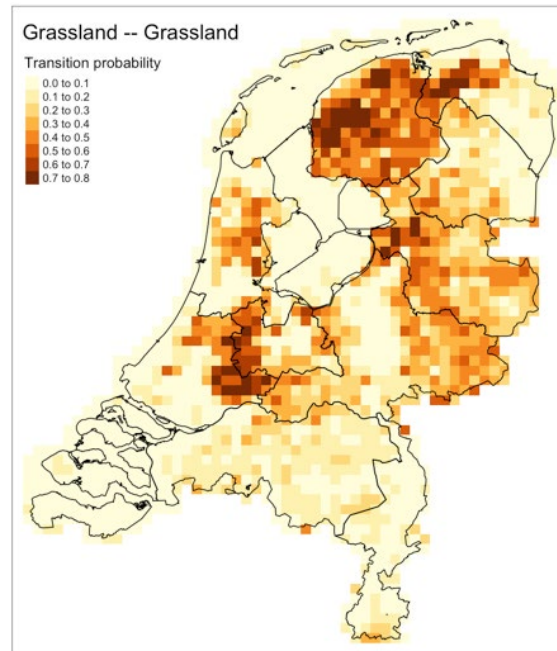 Grassland -- Grassland
Transition probability
0.0 to 0.1
0.1 to 0.2
0.2 to 0.3
0.3 to 0.4
0.4 to 0.5
0.5 to 0.6
0.6 to 0.7
0.7 to 0.8